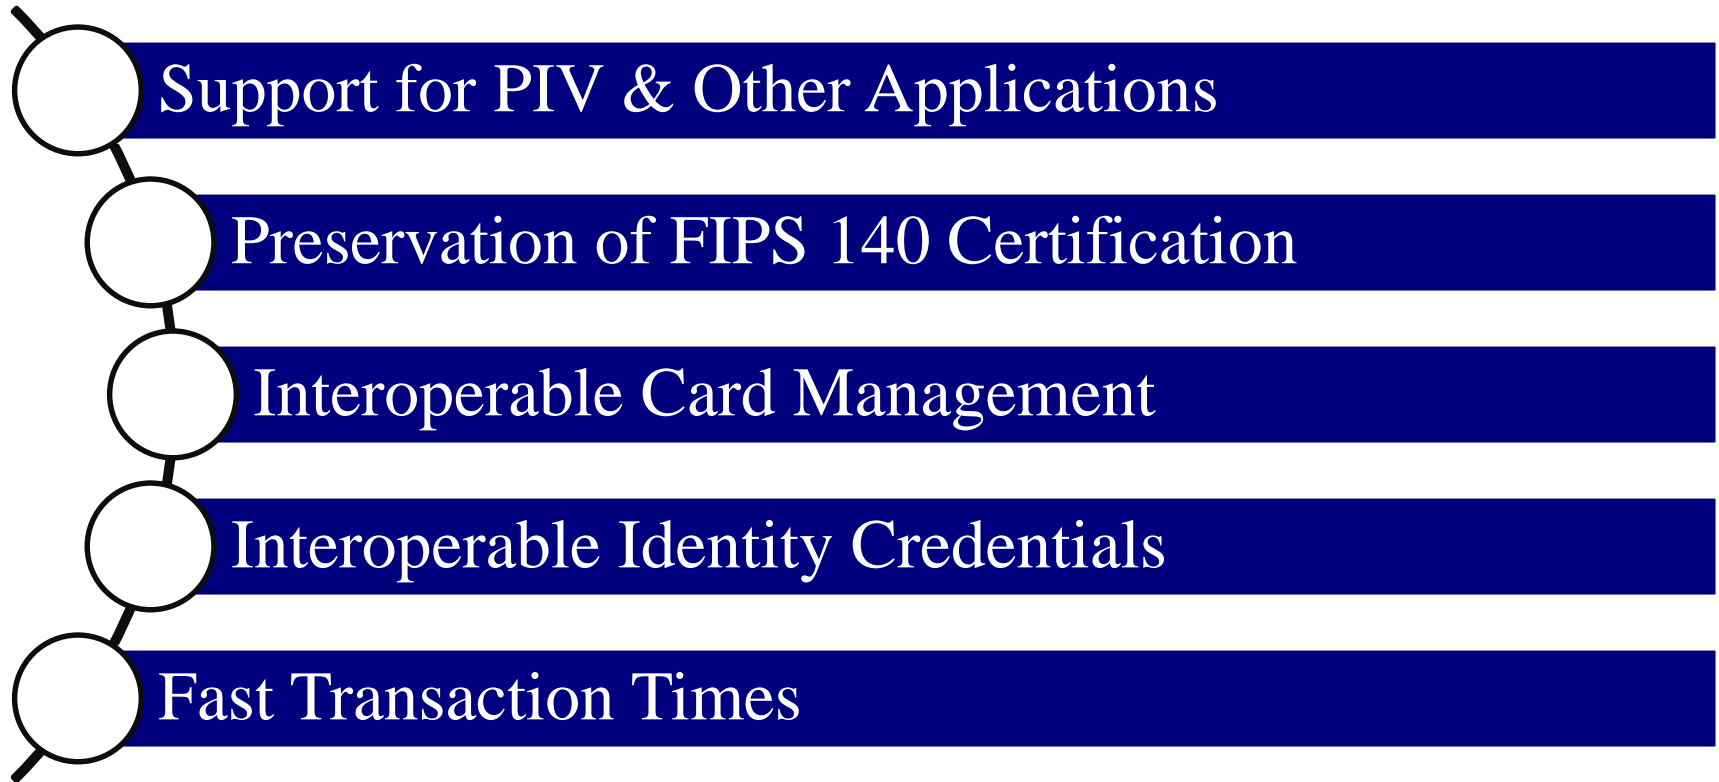 Support for PIV & Other Applications
Preservation of FIPS 140 Certification
Interoperable Card Management
Interoperable Identity Credentials
Fast Transaction Times